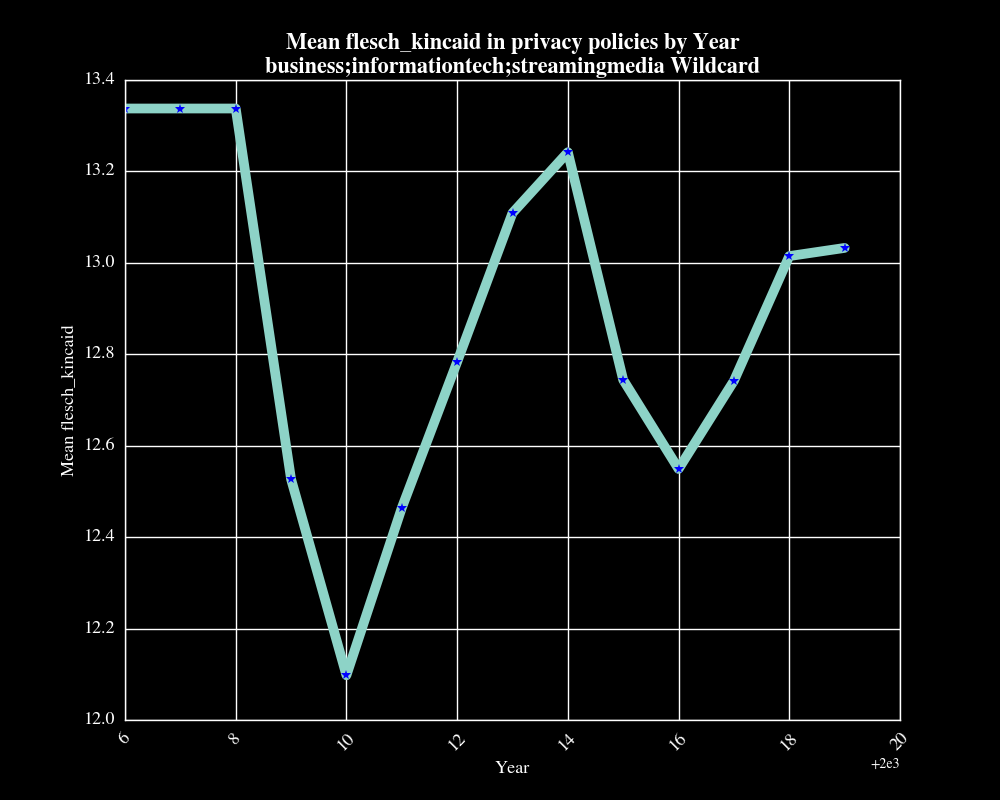 Mean flesch_kincaid in privacy policies by Year
business;informationtech;streamingmedia Wildcard
13.4
13.2
13.0
12.8
12.6
12.4
12.2
12.0
Mean flesch_kincaid
6 8 10 12 14 16 18 20
Year
+2e3